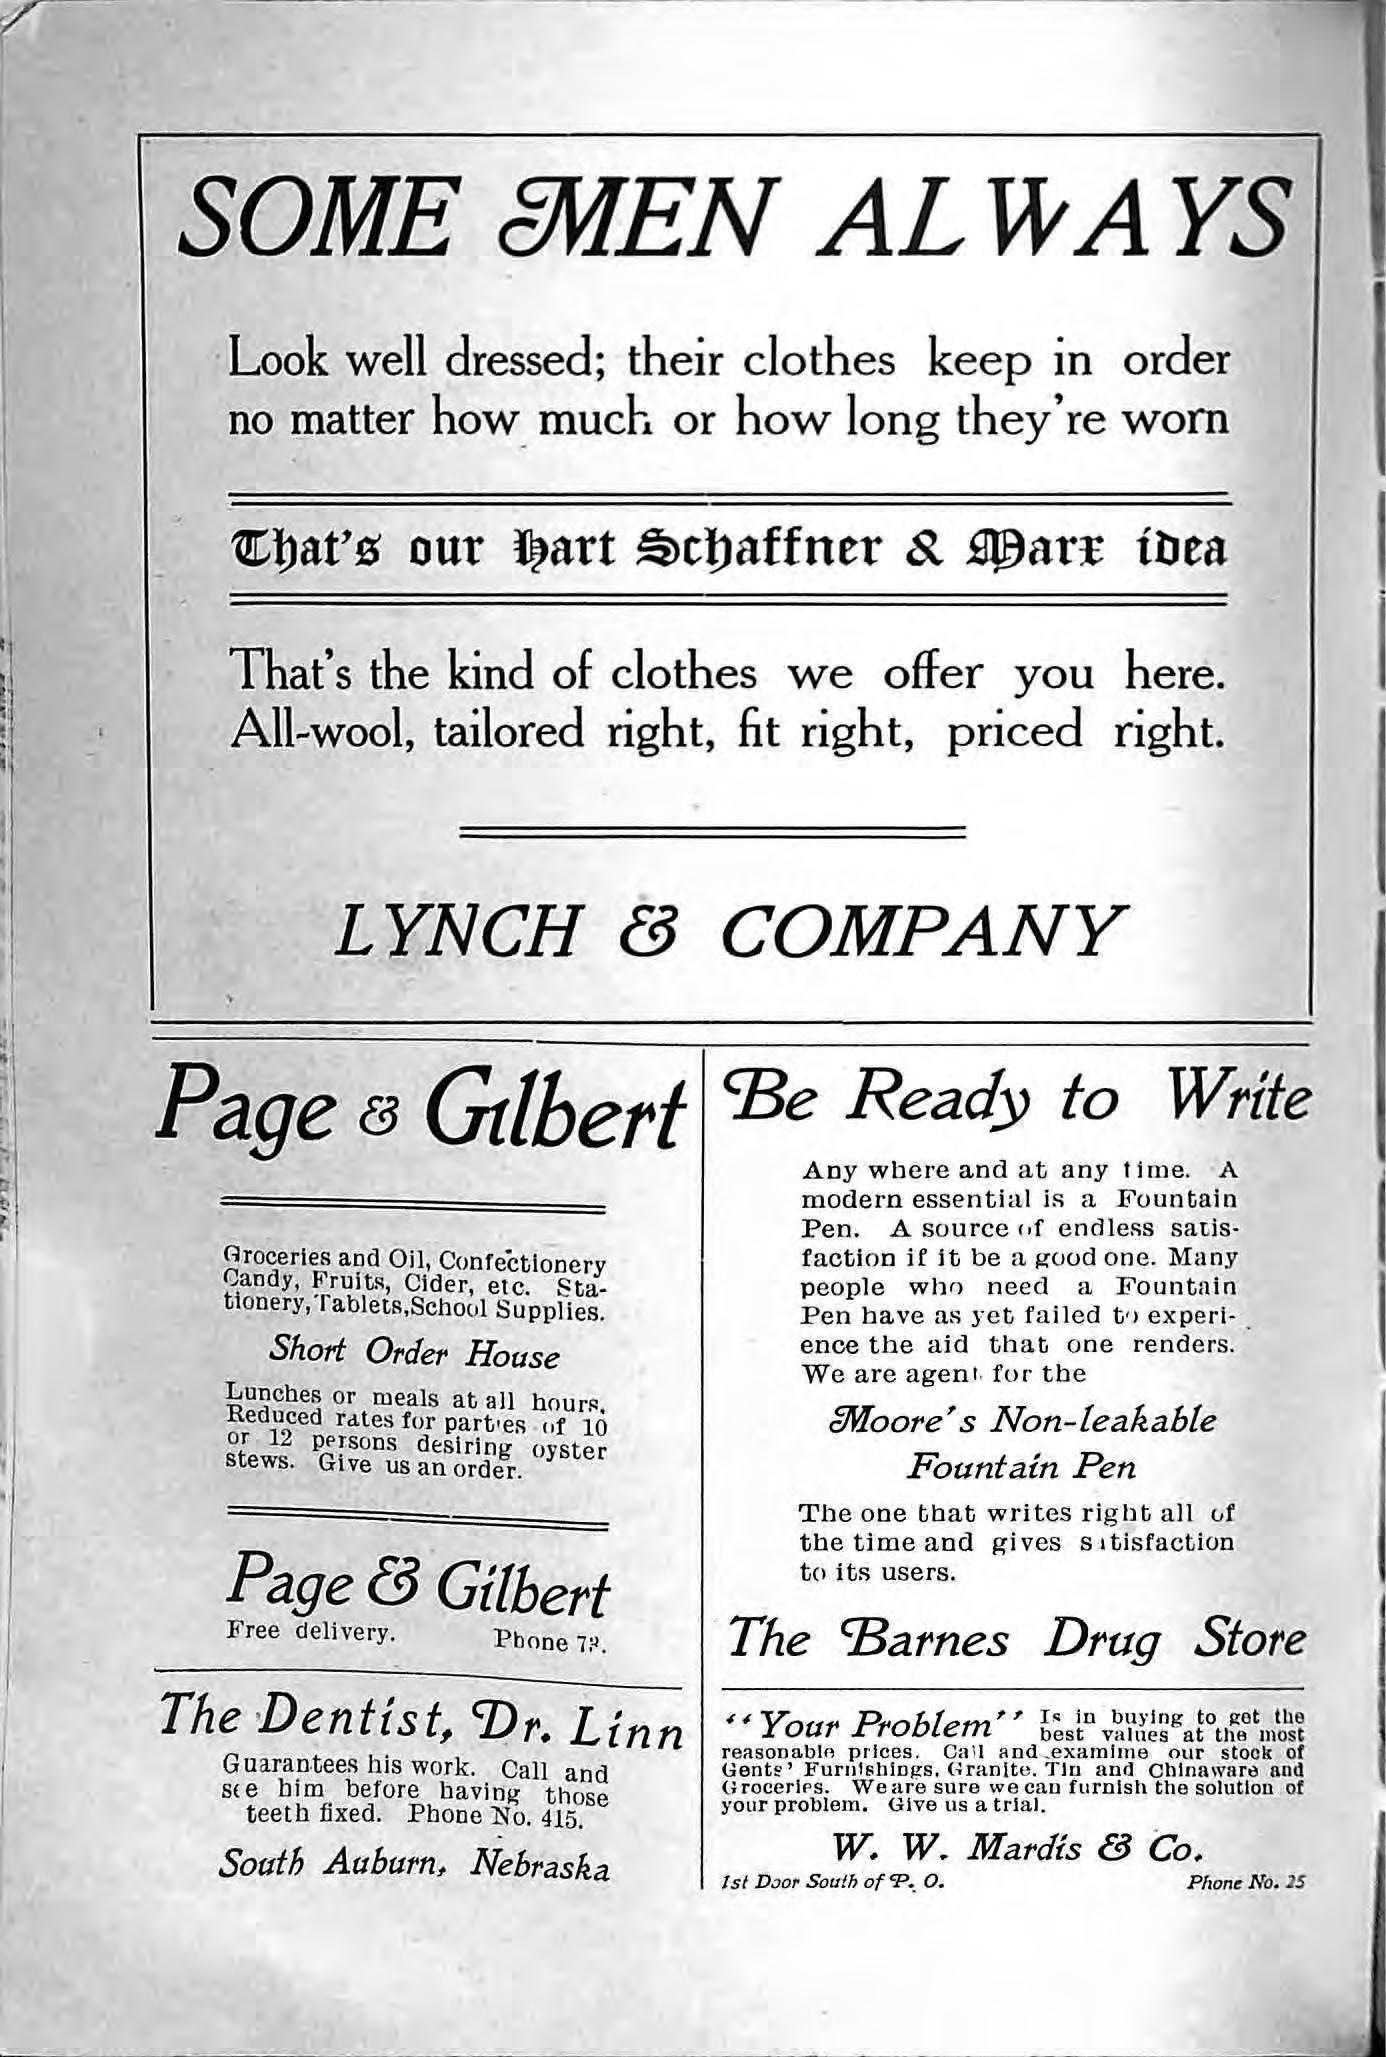 SOME MEN ALWAYS
Look well dressed; their clothes keep in order
no matter how much or how long they're worn
That's our Hart Schaffner & Marx idea
That's the kind of clothes we offer you here.
All-wool, tailored right, fit right, priced right.
LYNCH & COMPANY
Page & Gilbert
Groceries and Oil, Confectionery
Candy, Fruits, Cider, etc. Sta-
tionery, Tablets, School Supplies.
Short Order House
Lunches or meals at all hours.
Reduced rates for parties of 10
or 12 persons desiring oyster
stews. Give us an order.
Page & Gilbert
Free delivery. Phone
The Dentist, Dr. Linn
Guarantees his work. Call and
see him before having those
teeth fixed. Phone No. 415.
South Auburn, Nebraska
Be Ready to Write
Any where and at any time. A
modern essential is a Fountain
Pen. A source of endless satis-
faction if it be a good one. Many
people who need a Fountain
Pen have as yet failed to experi-
ence the aid that one renders.
We are agent for the
Moore's Non-leakable
Fountain Pen
The one that writes right all of
the time and gives satisfaction
to its users.
The Barnes Drug Store
"Your Problem" Is in buying to get the
best values at the most
reasonable prices. Call and examine our stock of
Gents' Furnishings, Granite, Tin and Chinaware and
Groceries. We are sure we can furnish the solution of
your problem. Give us a trial.
W. W. Mardis & Co.
1st Door South of P. O. Phone No. 25